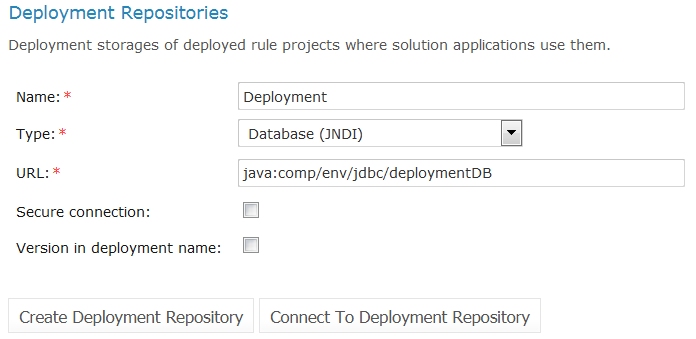 Deployment Repositories
Deployment storages of deployed rule projects where solution applications use them.
Name: * Deployment
Type: * Database (JNDI)
URL: * java:comp/env/jdbc/deploymentDB
Secure connection:
Version in deployment name:
Create Deployment Repository Connect To Deployment Repository